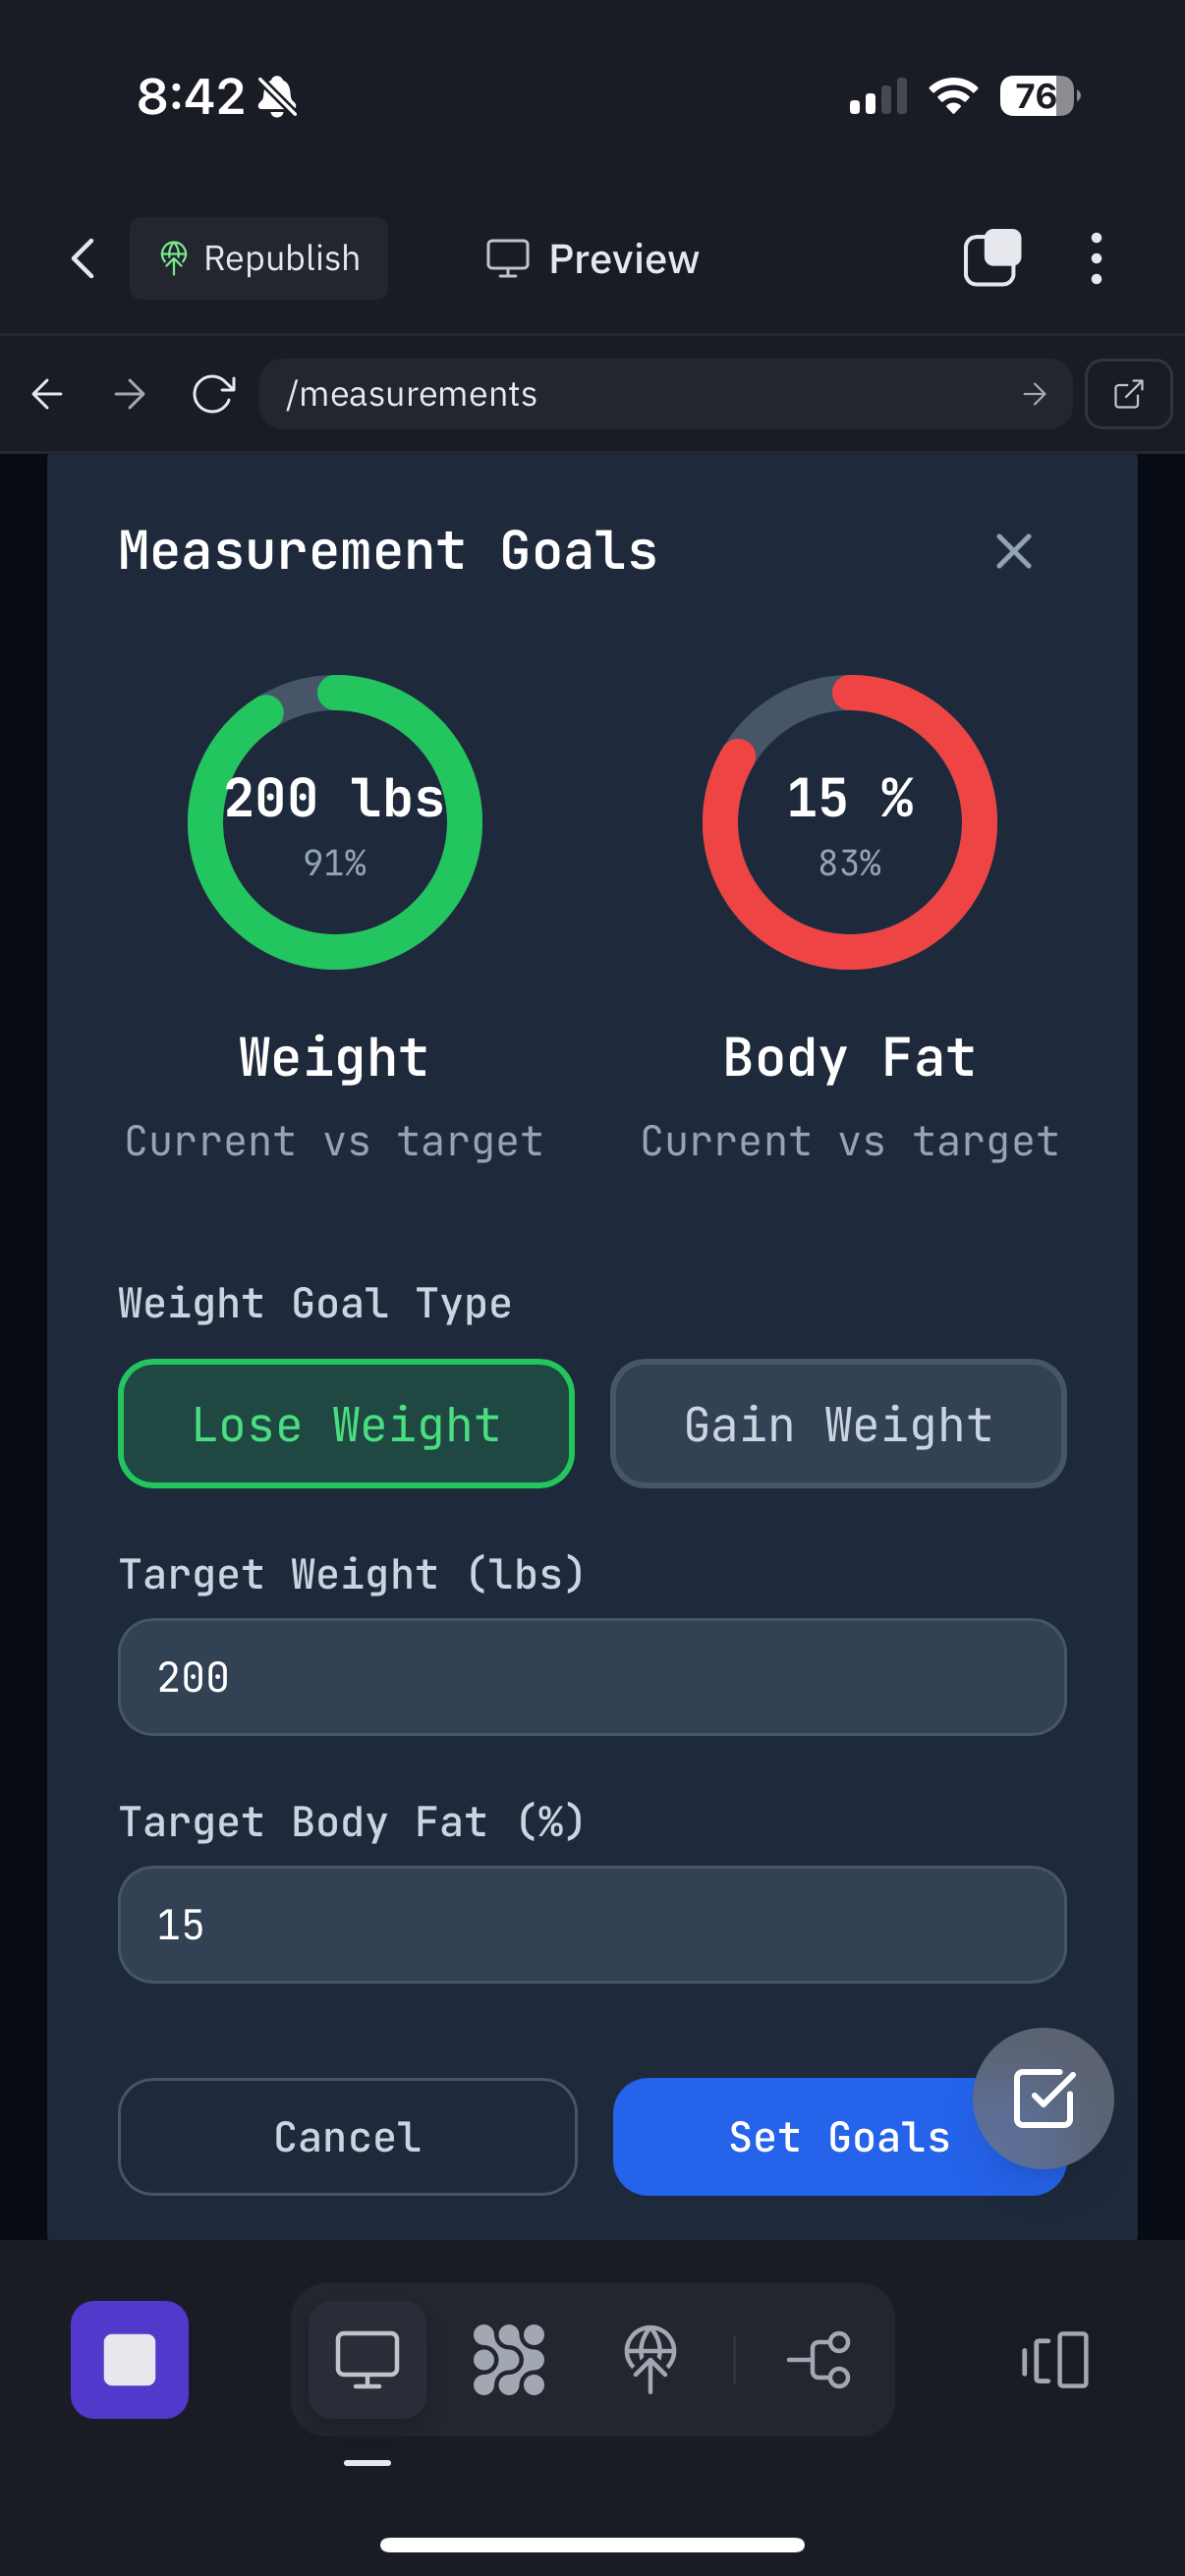 8:42
76
Republish
Preview
/measurements
Measurement Goals
200 lbs
91%
15 %
83%
Weight
Body Fat
Current vs target
Current vs target
Weight Goal Type
Lose Weight
Gain Weight
Target Weight (lbs)
200
Target Body Fat (%)
15
Cancel
Set Goals